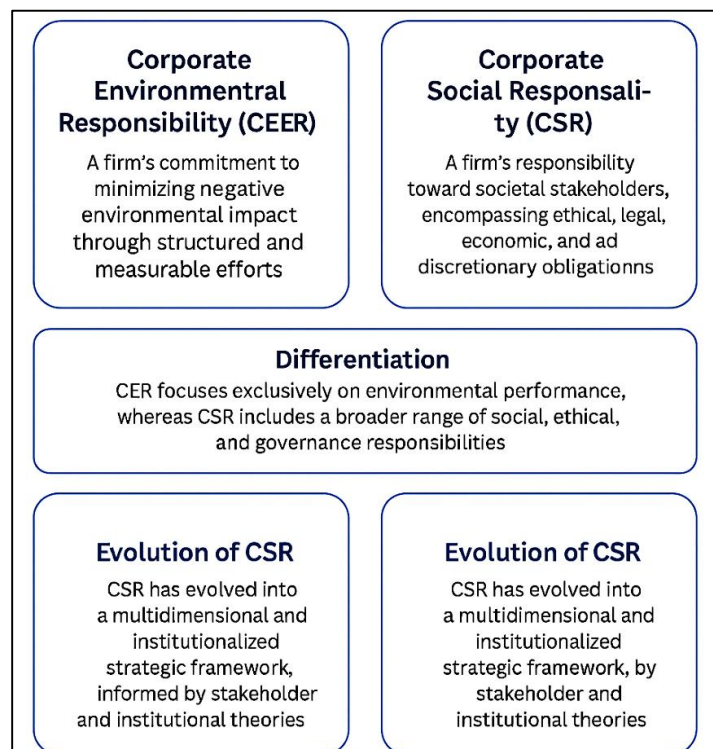 Corporate
Environmentral
Responsibility (CEER)
A firm's commitment to
minimizing negative
environmental impact
through structured and
measurable efforts
Corporate
Social Responsali-
ty (CSR)
A firm's responsibility
toward societal stakeholders,
encompassing ethical, legal,
economic, and ad
discretionary obligationns
Differentiation
CER focuses exclusively on environmental performance,
whereas CSR includes a broader range of social, ethical,
and governance responsibilities
Evolution of CSR
CSR has evolved into
a multidimensional and
institutionalized
strategic framework,
informed by stakeholder
and institutional theories
Evolution of CSR
CSR has evolved into
a multidimensional and
institutionalized
strategic framework, by
stakeholder and
institutional theories